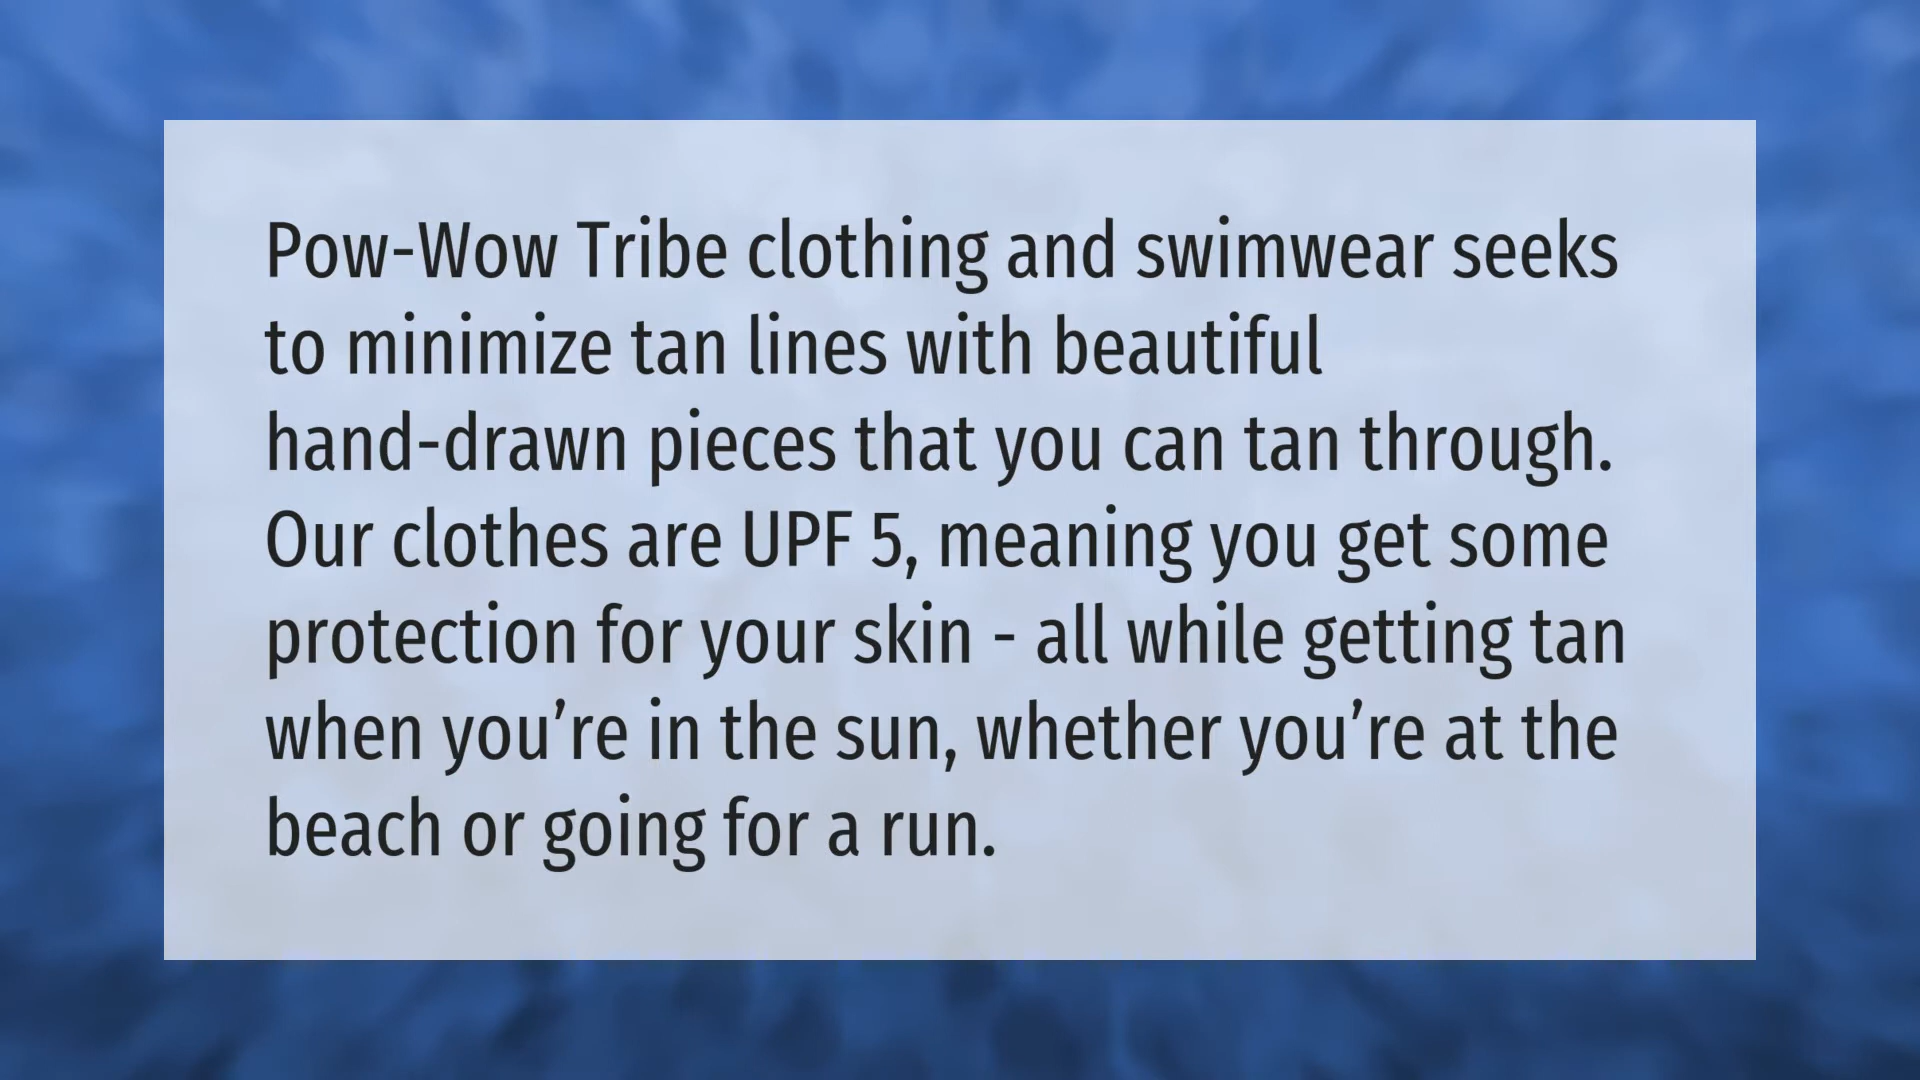 Pow-Wow Tribe clothing and swimwear seeks
to minimize tan lines with beautiful
hand-drawn pieces that you can tan through.
Our clothes are UPF 5, meaning you get some
protection for your skin - all while getting tan
when you’re in the sun, whether you’re at the
beach or going for a run.